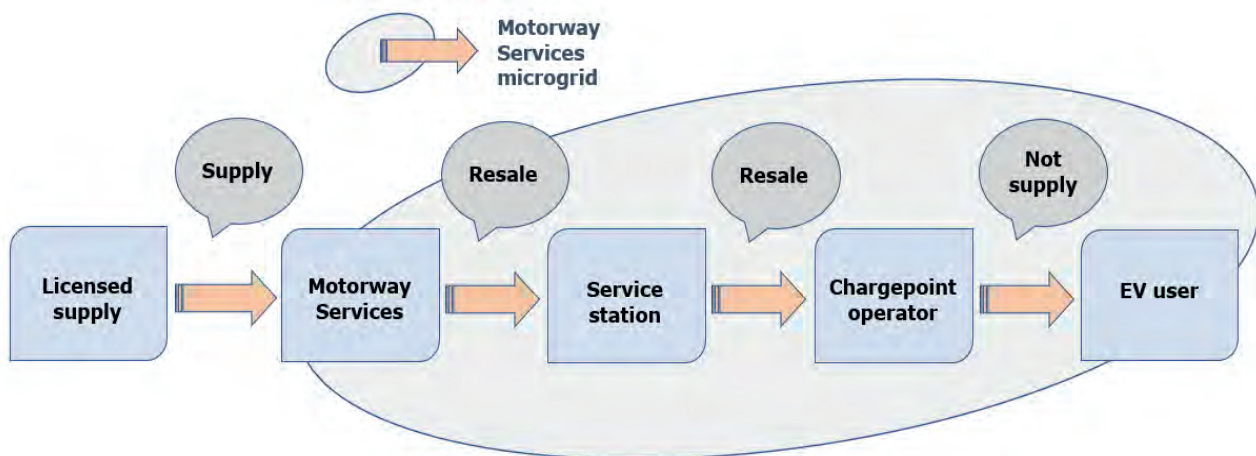 Motorway
Services
microgrid
Supply
Resale
Resale
Not
supply
Licensed
supply
Motorway
Services
Service
station
Chargepoint
operator
EV user